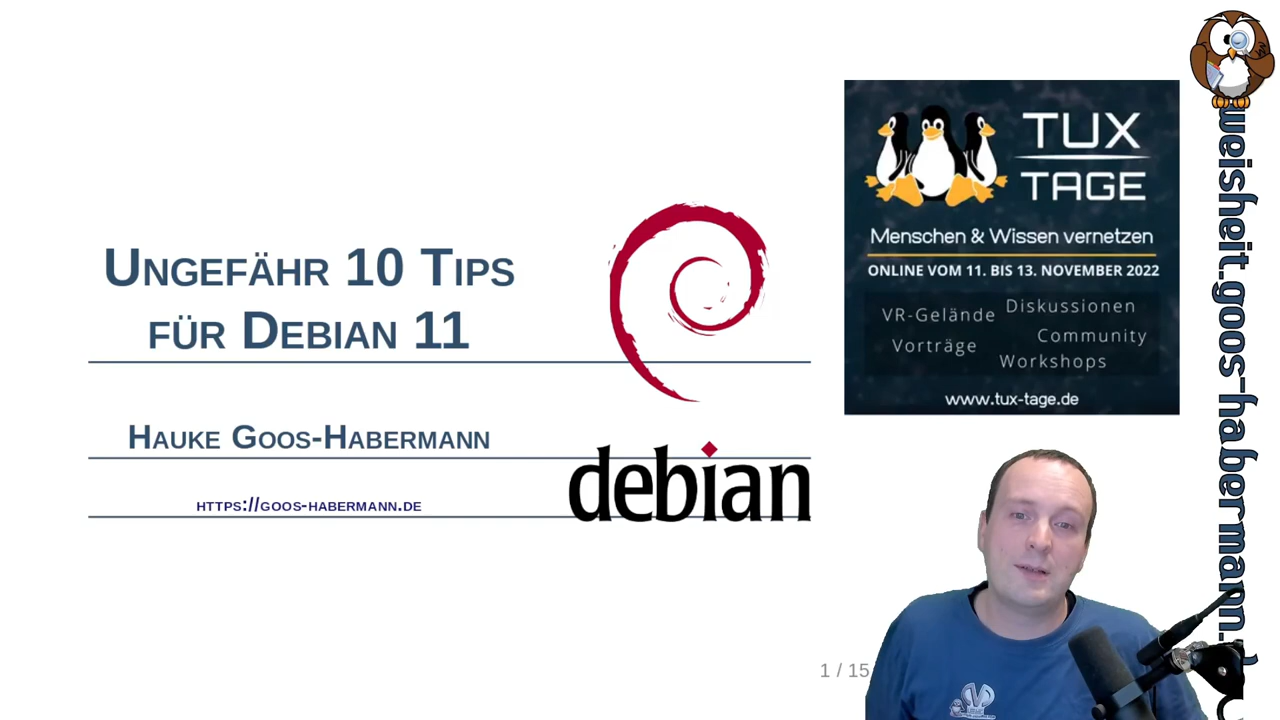 Ungefähr 10 Tips
für Debian 11
Hauke Goos-Habermann
https://goos-habermann.de
debian
1 / 15
TUX
TAGE
Menschen & Wissen vernetzen
ONLINE VOM 11. BIS 13. NOVEMBER 2022
VR-Gelände Diskussionen
Vorträge Community
Workshops
www.tux-tage.de
weisheit.goos-habermann.